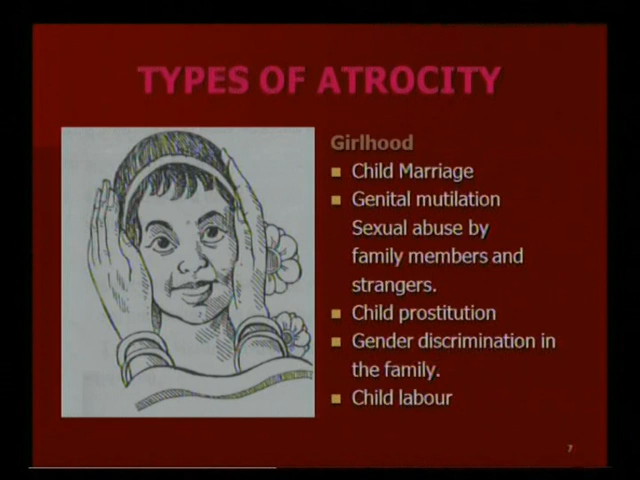 TYPES OF ATROCITY
Girlhood
■ Child Marriage
■ Genital mutilation
Sexual abuse by
family members and
strangers.
■ Child prostitution
■ Gender discrimination in
the family.
■ Child labour
7